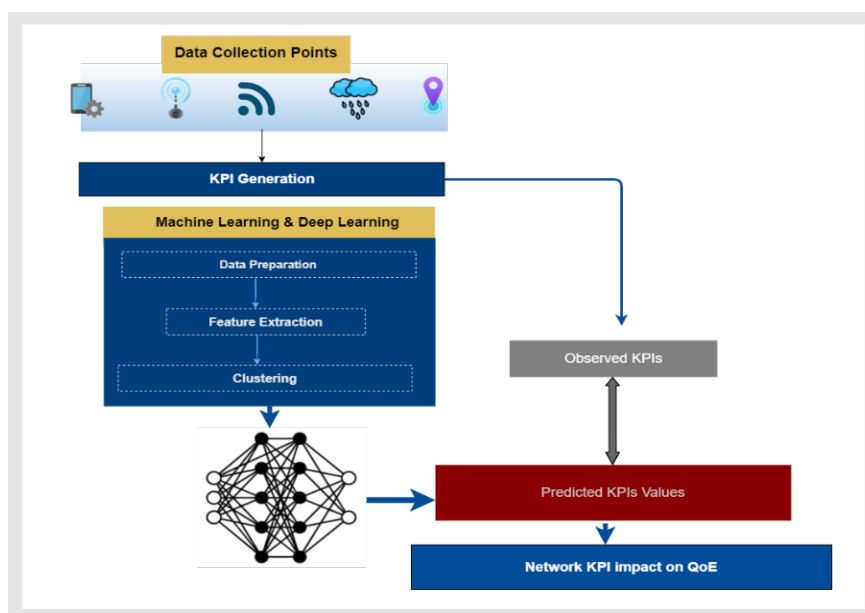 Data Collection Points
KPI Generation
Machine Learning & Deep Learning
Data Preparation
Feature Extraction
Clustering
Observed KPIs
Predicted KPIs Values
Network KPI impact on QoE